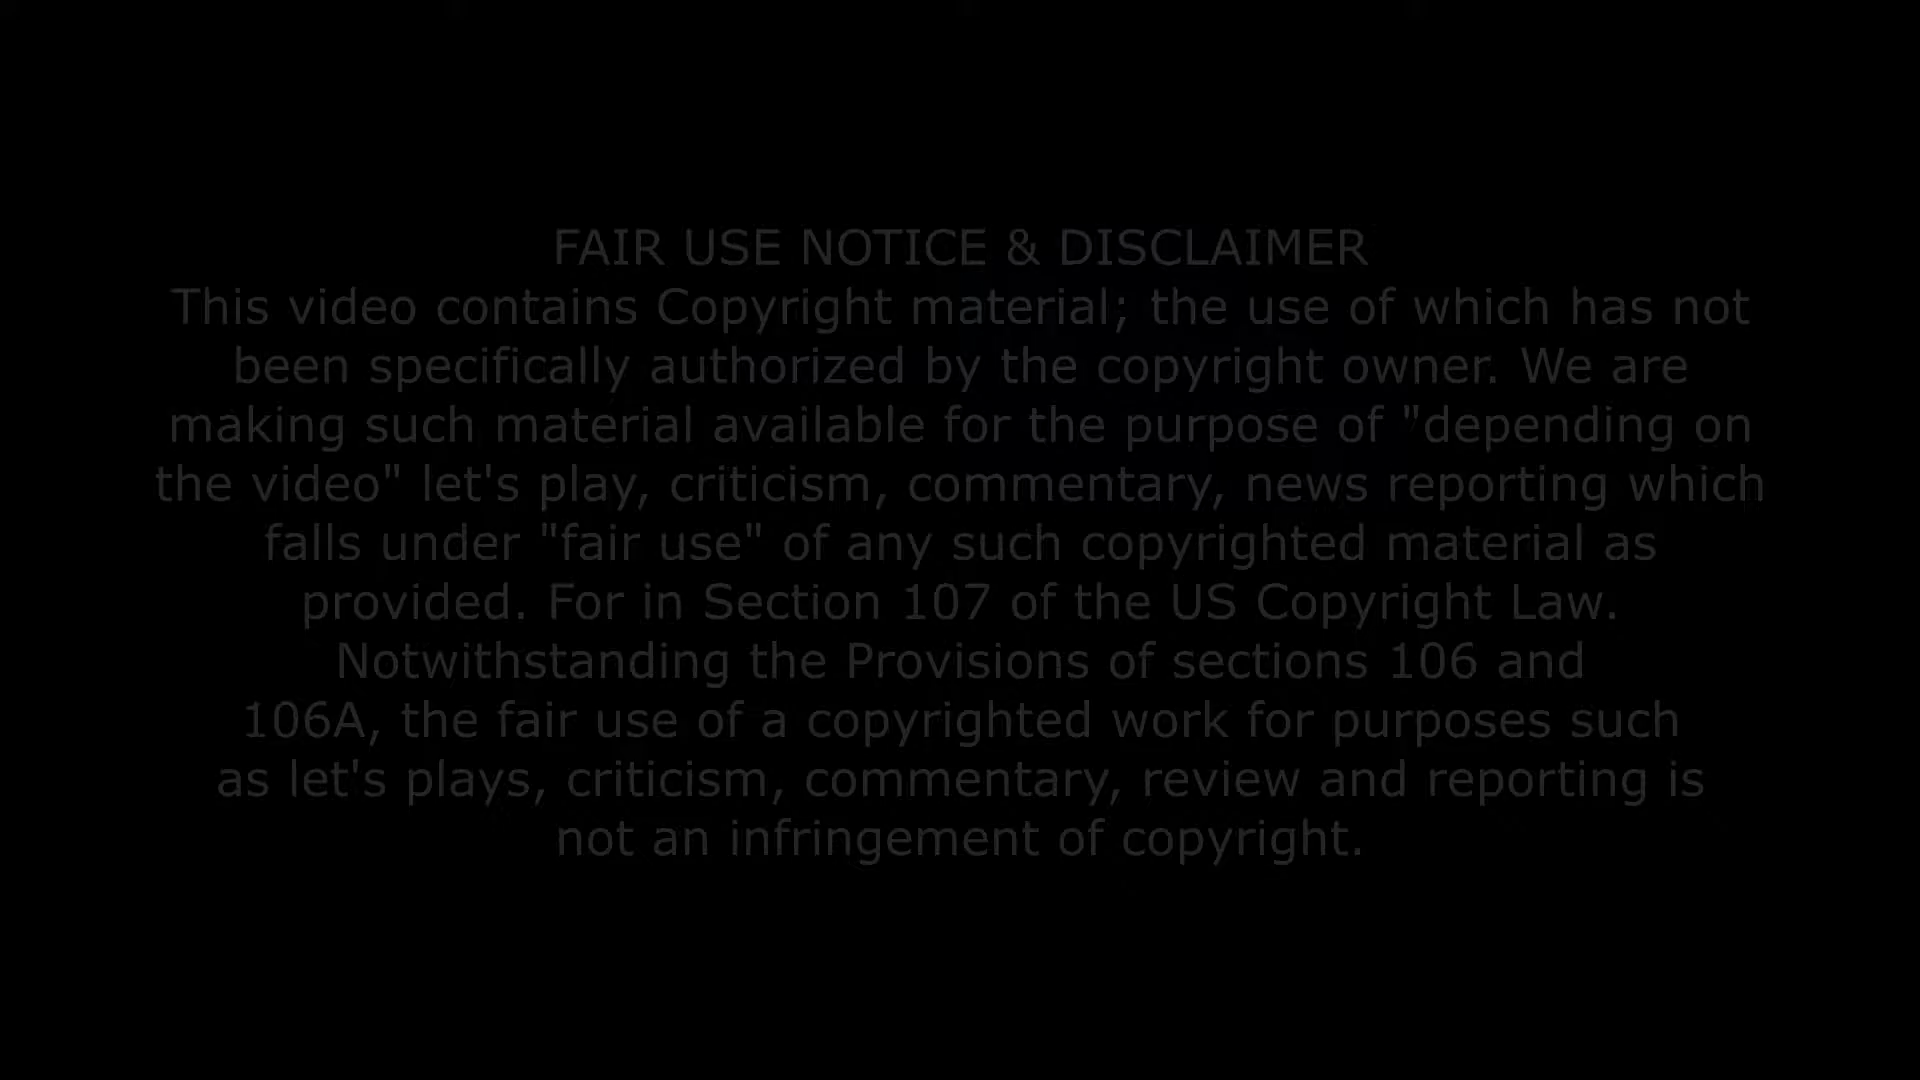 FAIR USE NOTICE & DISCLAIMER
This video contains Copyright material; the use of which has not
been specifically authorized by the copyright owner. We are
making such material available for the purpose of "depending on
the video" let's play, criticism, commentary, news reporting which
falls under "fair use" of any such copyrighted material as
provided. For in Section 107 of the US Copyright Law.
Notwithstanding the Provisions of sections 106 and
106A, the fair use of a copyrighted work for purposes such
as let's plays, criticism, commentary, review and reporting is
not an infringement of copyright.